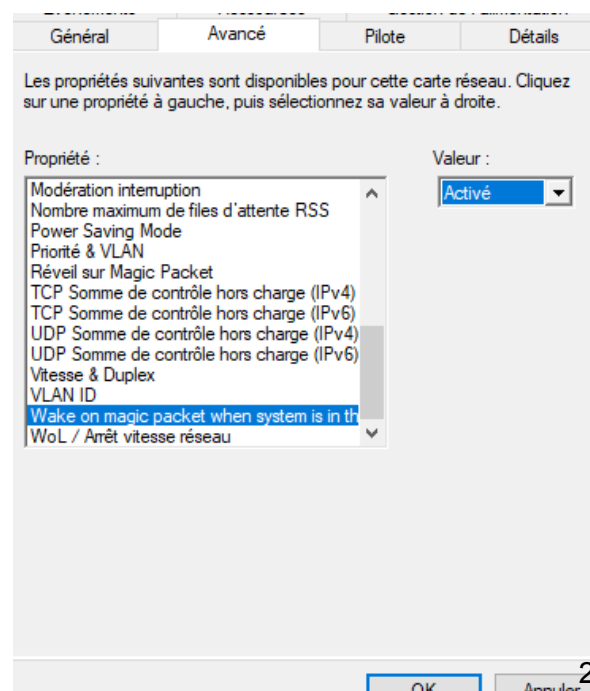 Général
Avancé
Pilote
Détails
Les propriétés suivantes sont disponibles pour cette carte réseau. Cliquez
sur une propriété à gauche, puis sélectionnez sa valeur à droite.
Propriété :
Valeur :
Modération interruption
Activé
Nombre maximum de files d'attente RSS
Power Saving Mode
Priorité & VLAN
Réveil sur Magic Packet
TCP Somme de contrôle hors charge (IPv4)
TCP Somme de contrôle hors charge (IPv6)
UDP Somme de contrôle hors charge (IPv4)
UDP Somme de contrôle hors charge (IPv6)
Vitesse & Duplex
VLAN ID
Wake on magic packet when system is in th
WoL / Arrêt vitesse réseau
OK
Annuler
2